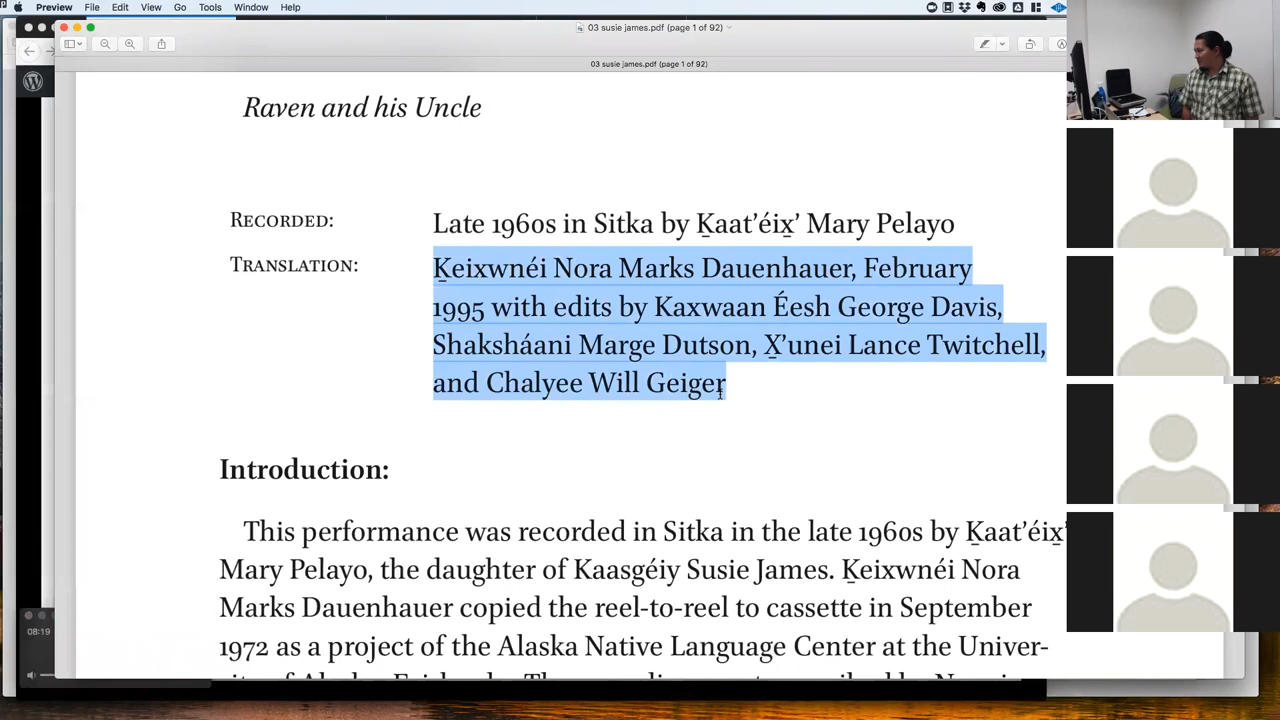 Preview File Edit View Go Tools Window Help
03 susie james.pdf (page 1 of 92)
03 susie james.pdf (page 1 of 92)
Raven and his Uncle
Recorded: Late 1960s in Sitka by Ḵaat’éix̱’ Mary Pelayo
Translation: Ḵeixwnéi Nora Marks Dauenhauer, February
1995 with edits by Kaxwaan Éesh George Davis,
Shaksháani Marge Dutson, X̱’unei Lance Twitchell,
and Chalyee Will Geiger
Introduction:
This performance was recorded in Sitka in the late 1960s by Ḵaat’éix̱’
Mary Pelayo, the daughter of Kaasgéiy Susie James. Ḵeixwnéi Nora
Marks Dauenhauer copied the reel-to-reel to cassette in September
1972 as a project of the Alaska Native Language Center at the Univer-
08:19